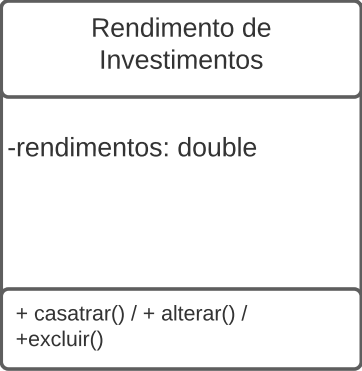 Rendimento de
Investimentos
-rendimentos: double
+ casatrar() / + alterar() /
+excluir()